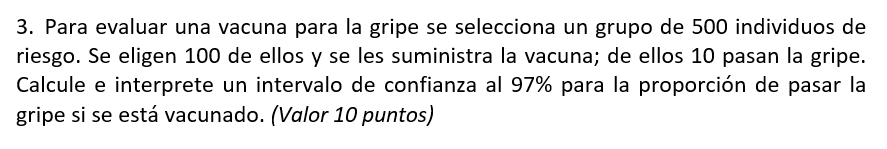 3. Para evaluar una vacuna para la gripe se selecciona un grupo de 500 individuos de
riesgo. Se eligen 100 de ellos y se les suministra la vacuna; de ellos 10 pasan la gripe.
Calcule e interprete un intervalo de confianza al 97% para la proporción de pasar la
gripe si se está vacunado. (Valor 10 puntos)